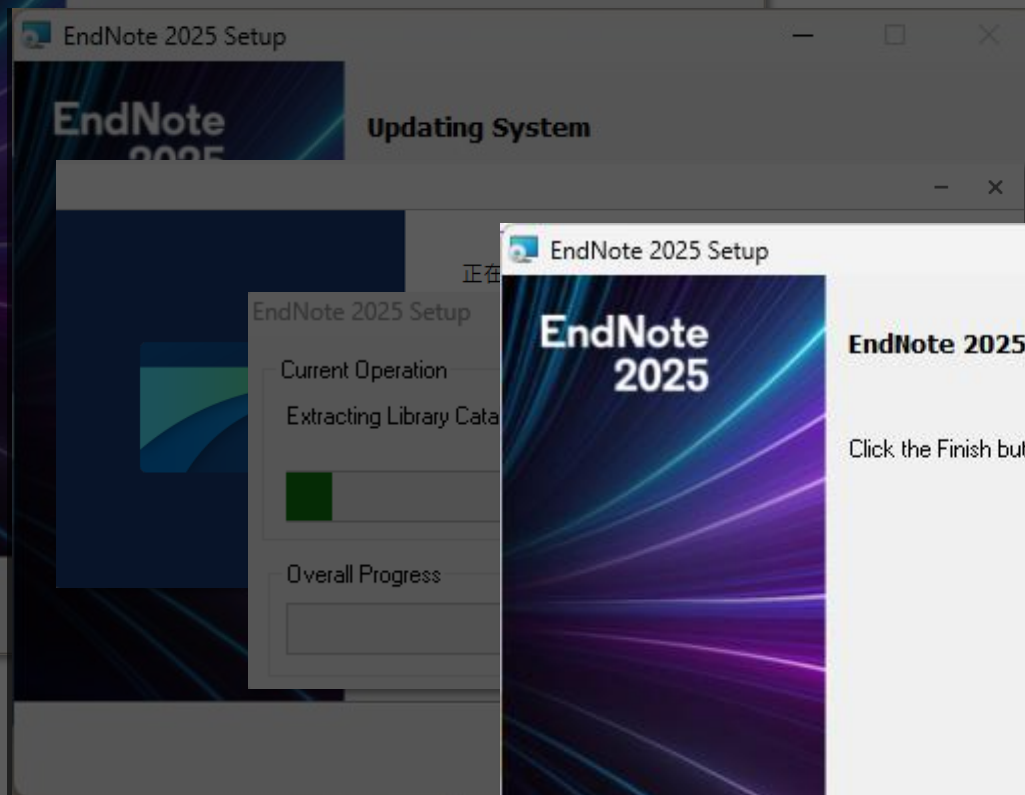 EndNote 2025 Setup
EndNote
2025
Updating System
正在
EndNote 2025 Setup
Current Operation
Extracting Library Cata
Overall Progress
EndNote 2025 Setup
EndNote
2025
EndNote 2025
Click the Finish but